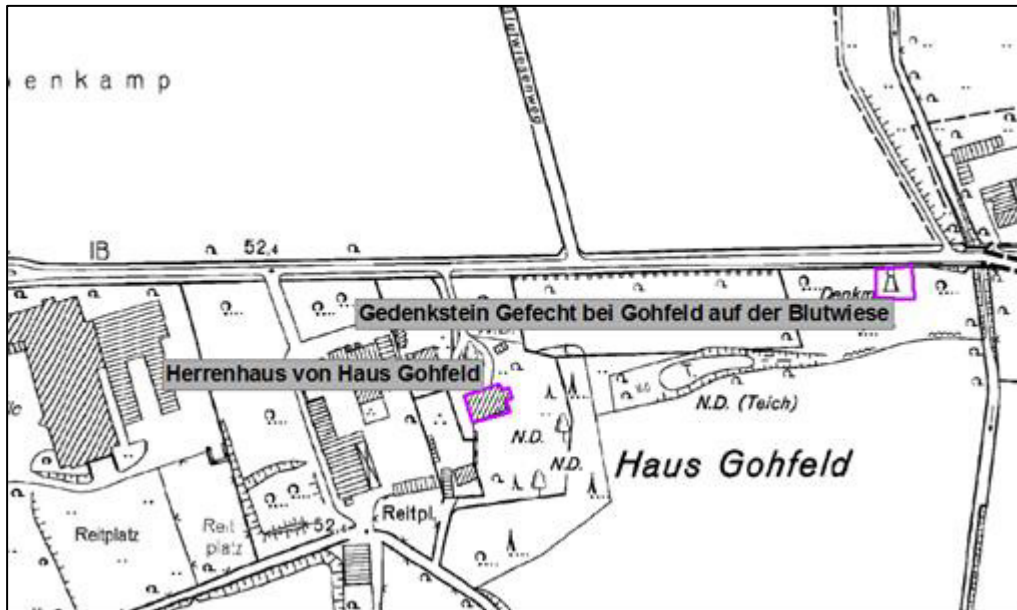 enkamp
Blutwiesenweg
IB
52,4
Denkm
Gedenkstein Gefecht bei Gohfeld auf der Blutwiese
Herrenhaus von Haus Gohfeld
N.D. (Teich)
N.D.
N.D.
Haus Gohfeld
Reitplatz
Reit
platz
52,4
Reitpl.